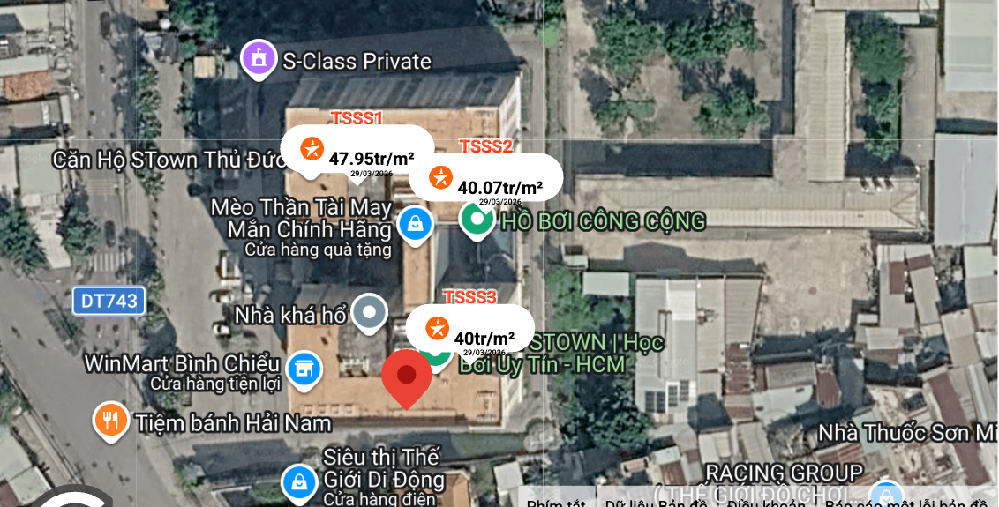 S-Class Private
TSSS1
47.95tr/m²
29/03/2026
TSSS2
40.07tr/m²
29/03/2026
Căn Hộ STown Thủ Đức
Mèo Thần Tài May
Mắn Chính Hãng
Cửa hàng quà tặng
HỒ BƠI CÔNG CỘNG
DT743
TSSS3
40tr/m²
29/03/2026
Nhà khá hổ
STOWN | Học
Bơi Uy Tín - HCM
WinMart Bình Chiểu
Cửa hàng tiện lợi
Tiệm bánh Hải Nam
Nhà Thuốc Sơn Mi
Siêu thị Thế
Giới Di Động
Cửa hàng điện
RACING GROUP
( THẾ GIỚI ĐỒ CHƠI...
Phím tắt
Dữ liệu Bản đồ
Điều khoản
Báo cáo một lỗi bản đồ